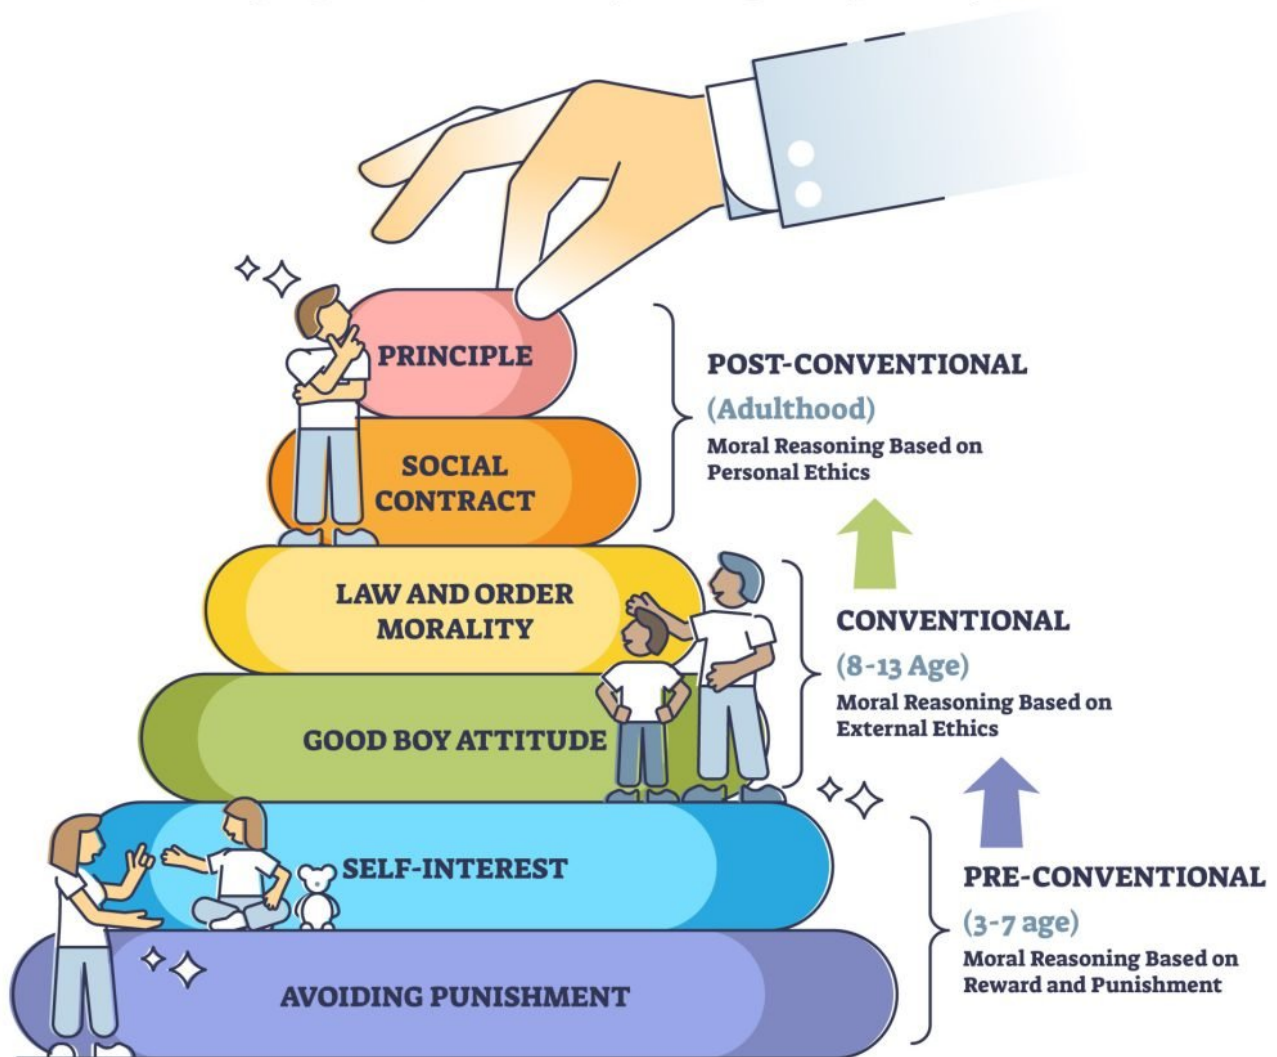 PRINCIPLE
SOCIAL
CONTRACT
LAW AND ORDER
MORALITY
GOOD BOY ATTITUDE
SELF-INTEREST
AVOIDING PUNISHMENT
POST-CONVENTIONAL
(Adulthood)
Moral Reasoning Based on
Personal Ethics
CONVENTIONAL
(8-13 Age)
Moral Reasoning Based on
External Ethics
PRE-CONVENTIONAL
(3-7 age)
Moral Reasoning Based on
Reward and Punishment